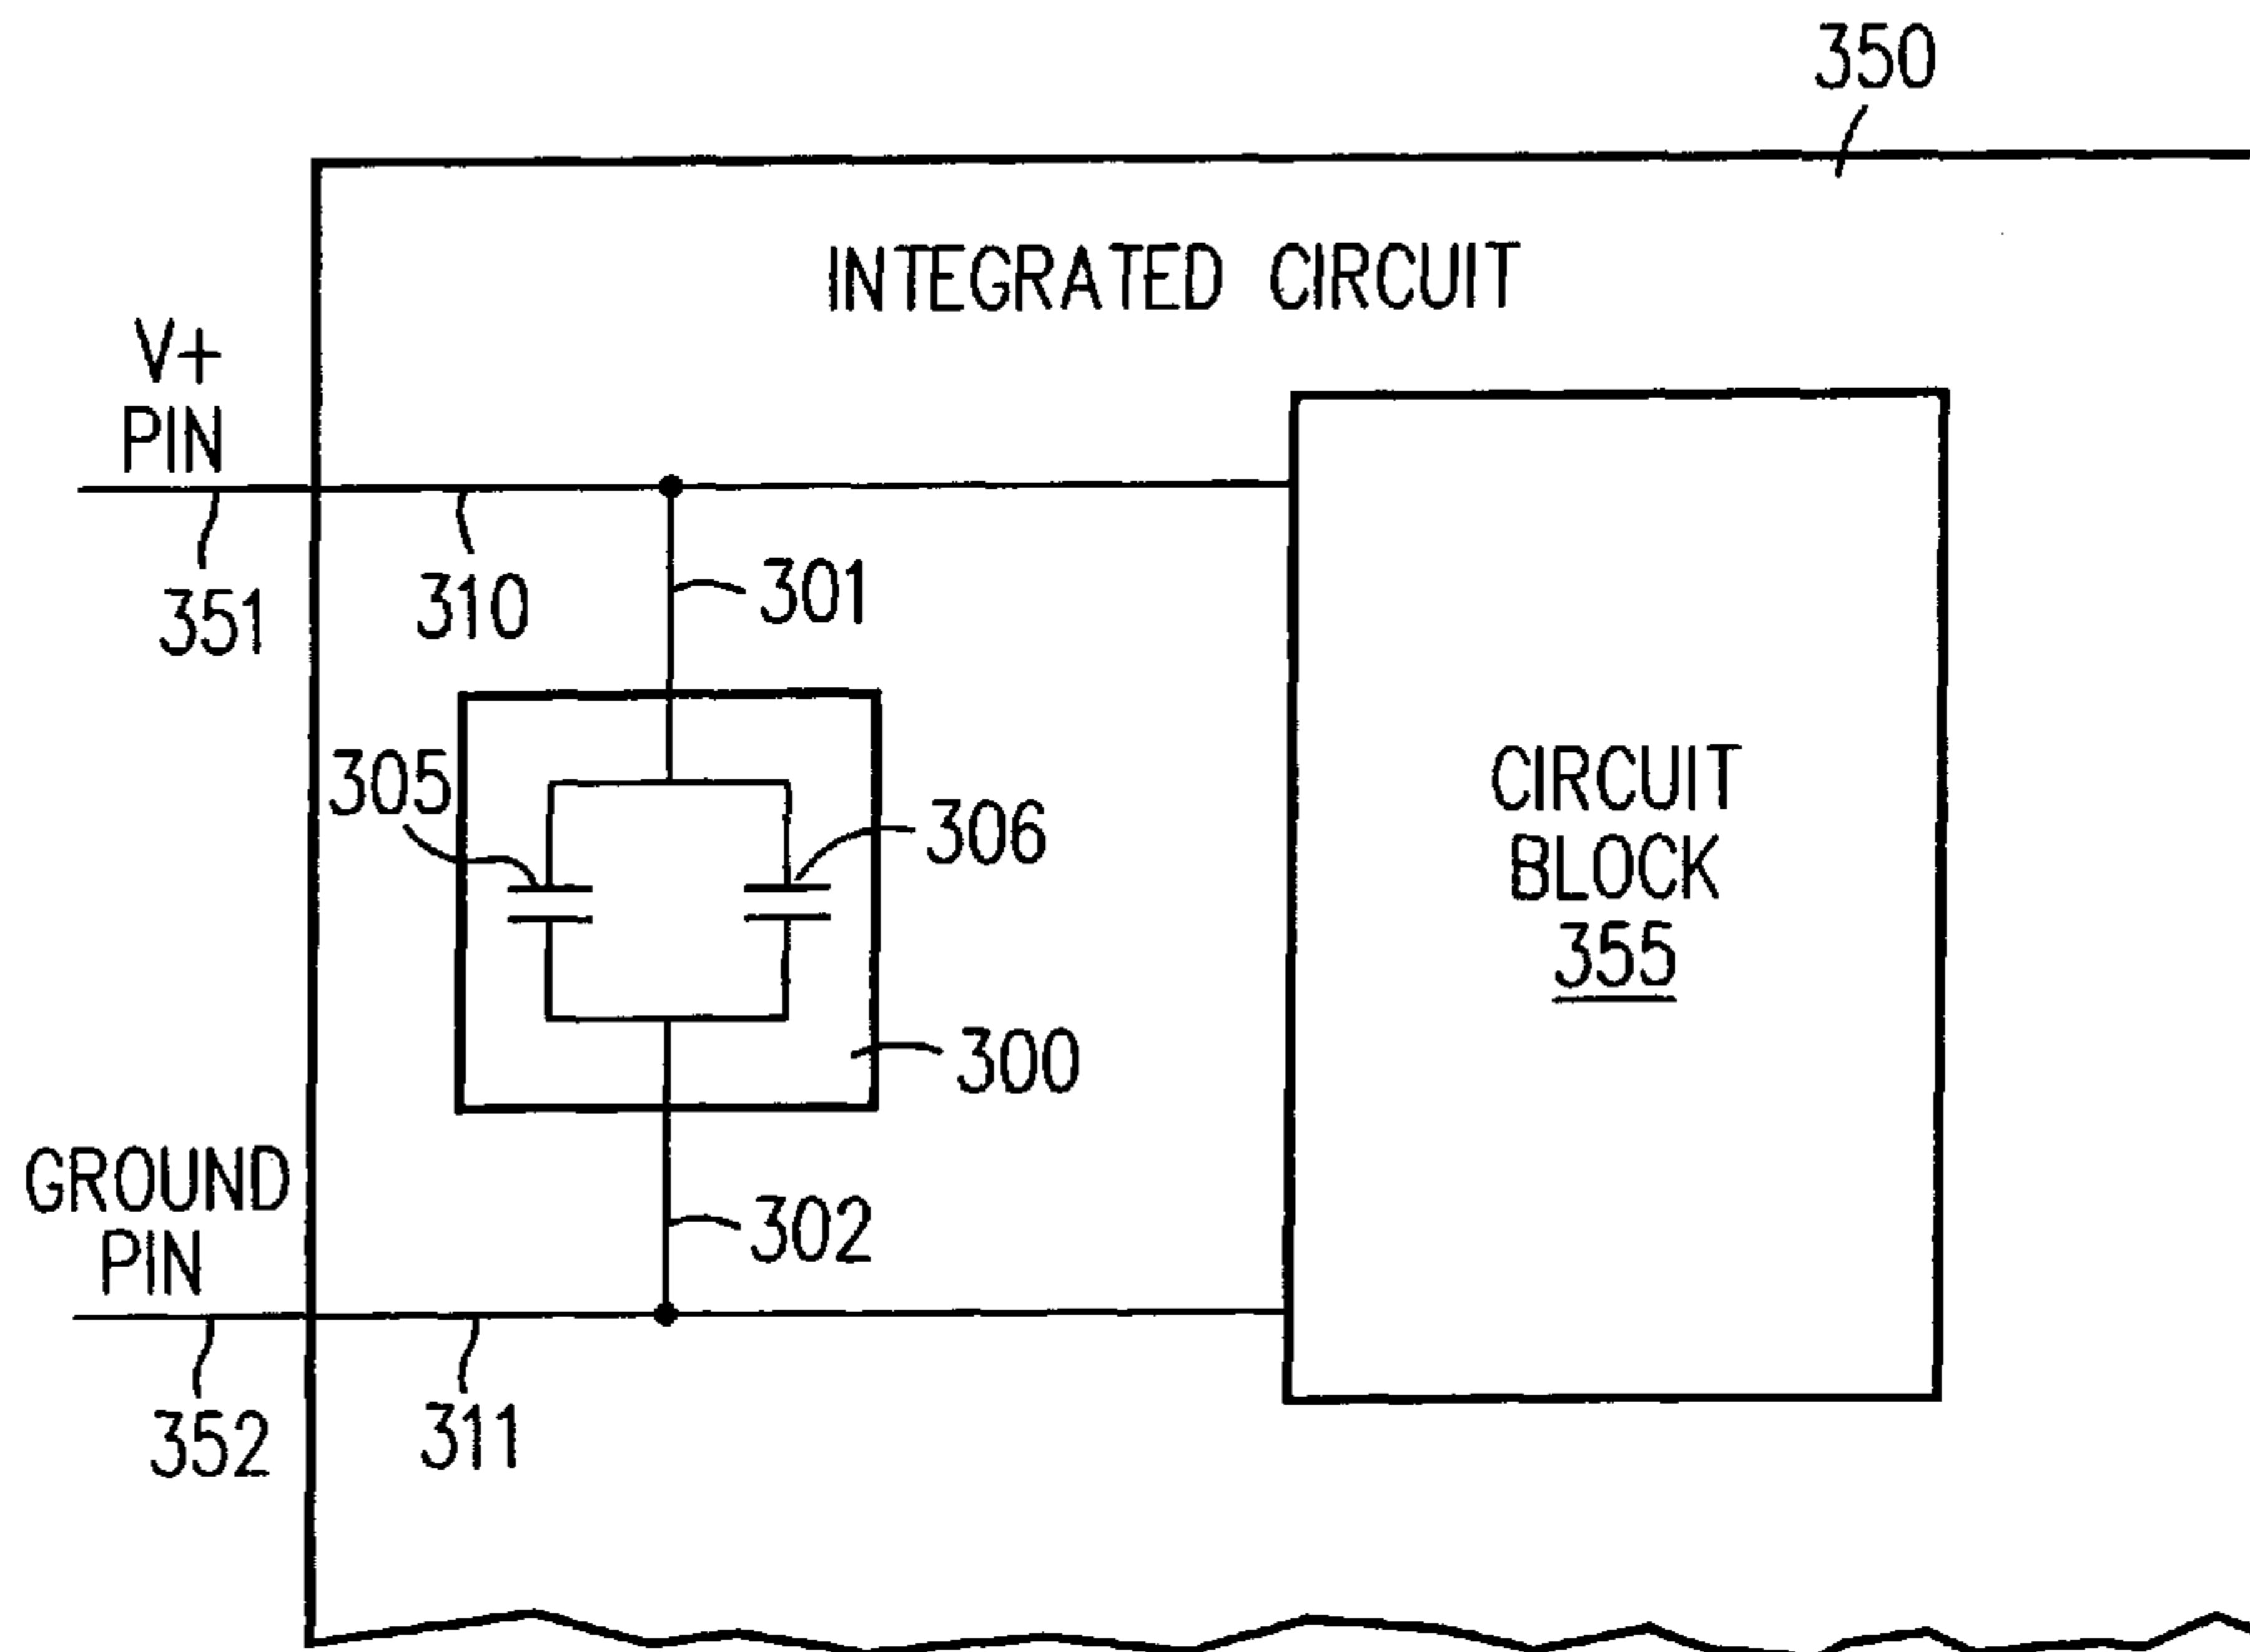 350
INTEGRATED CIRCUIT
V+
PIN
351
310
301
305
306
CIRCUIT
BLOCK
355
300
GROUND
PIN
302
352
311